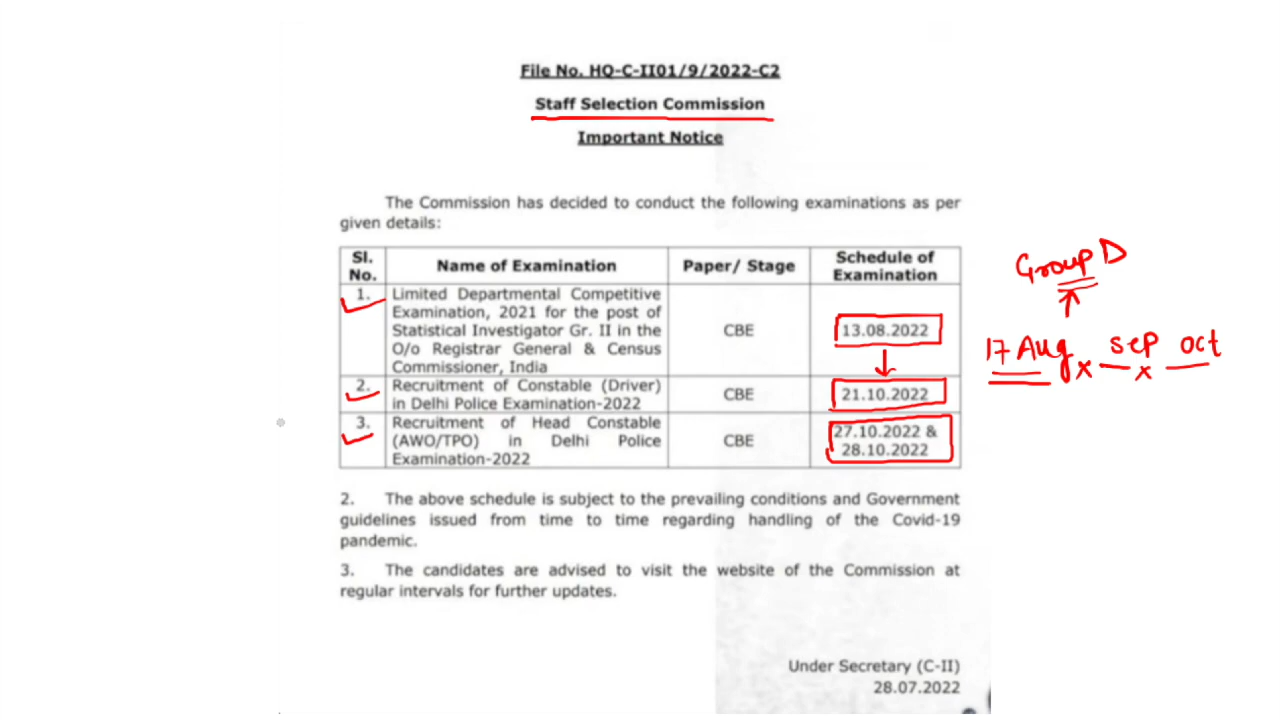 File No. HQ-C-II01/9/2022-C2
Staff Selection Commission
Important Notice
The Commission has decided to conduct the following examinations as per
given details:
Sl. No. Name of Examination Paper/ Stage Schedule of Examination
1. Limited Departmental Competitive
Examination, 2021 for the post of
Statistical Investigator Gr. II in the
O/o Registrar General & Census
Commissioner, India
CBE
13.08.2022
2. Recruitment of Constable (Driver)
in Delhi Police Examination-2022
CBE
21.10.2022
3. Recruitment of Head Constable
(AWO/TPO) in Delhi Police
Examination-2022
CBE
27.10.2022 &
28.10.2022
Group D
17 Aug x sep x oct
2. The above schedule is subject to the prevailing conditions and Government
guidelines issued from time to time regarding handling of the Covid-19
pandemic.
3. The candidates are advised to visit the website of the Commission at
regular intervals for further updates.
Under Secretary (C-II)
28.07.2022